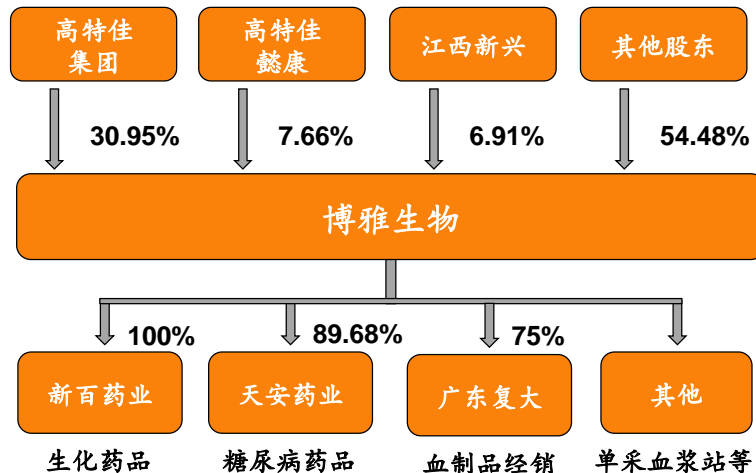 高特佳
集团
高特佳
懿康
江西新兴
其他股东
30.95%
7.66%
6.91%
54.48%
博雅生物
100%
89.68%
75%
新百药业
天安药业
广东复大
其他
生化药品
糖尿病药品
血制品经销
单采血浆站等